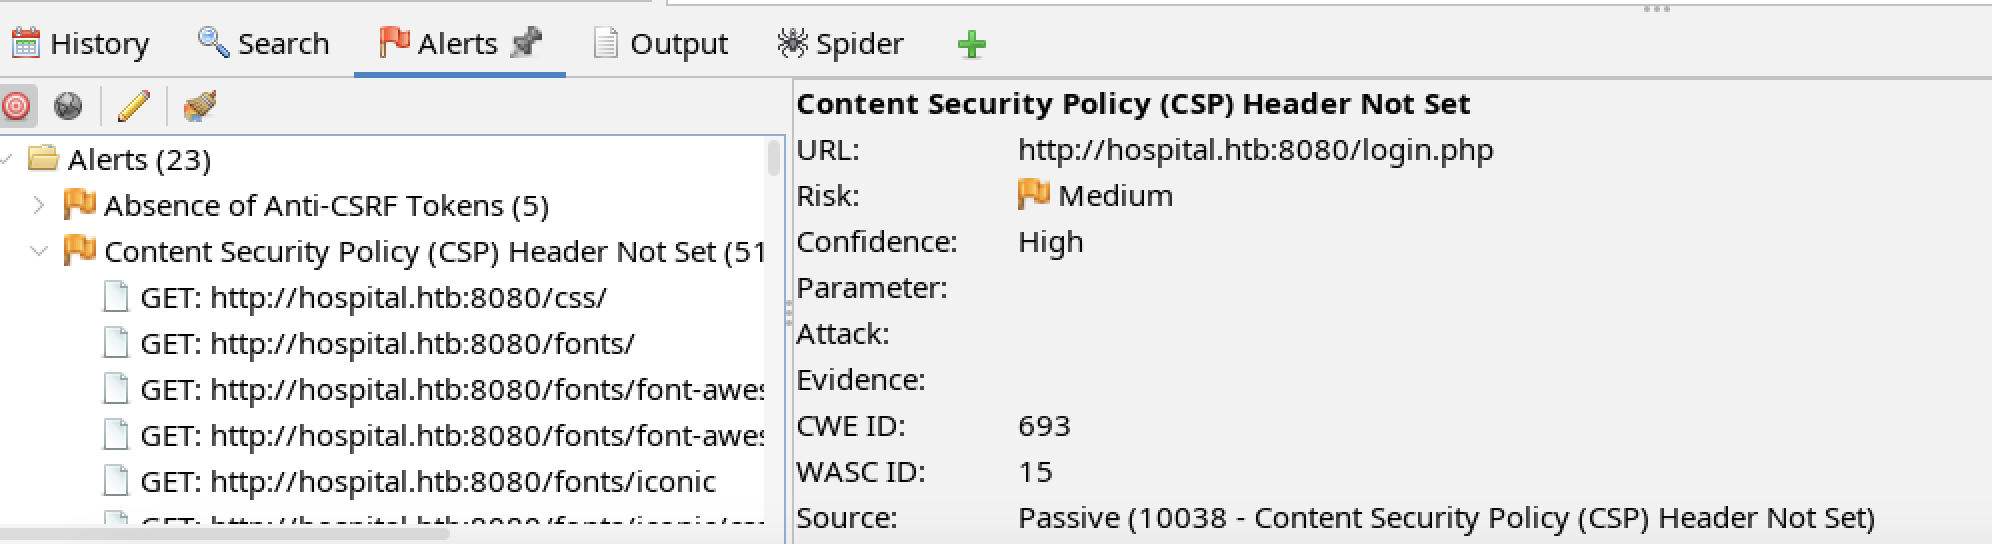 History Search Alerts Output Spider
Alerts (23)
Absence of Anti-CSRF Tokens (5)
Content Security Policy (CSP) Header Not Set (51
GET: http://hospital.htb:8080/css/
GET: http://hospital.htb:8080/fonts/
GET: http://hospital.htb:8080/fonts/font-awes
GET: http://hospital.htb:8080/fonts/font-awes
GET: http://hospital.htb:8080/fonts/iconic
Content Security Policy (CSP) Header Not Set
URL: http://hospital.htb:8080/login.php
Risk: Medium
Confidence: High
Parameter:
Attack:
Evidence:
CWE ID: 693
WASC ID: 15
Source: Passive (10038 - Content Security Policy (CSP) Header Not Set)